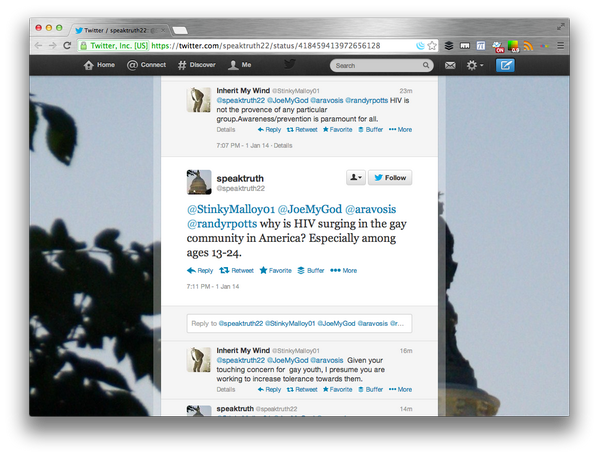 Twitter / speaktruth22
Twitter, Inc. [US] https://twitter.com/speaktruth22/status/418459413972656128
Home @ Connect # Discover Me Search
Inherit My Wind @StinkyMalloy01 23m
@speaktruth22 @JoeMyGod @aravosis @randyrpotts HIV is
not the provence of any particular
group.Awareness/prevention is paramount for all.
Details Reply Retweet Favorite Buffer More
7:07 PM - 1 Jan 14 · Details
speaktruth
@speaktruth22
Follow
@StinkyMalloy01 @JoeMyGod @aravosis
@randyrpotts why is HIV surging in the gay
community in America? Especially among
ages 13-24.
Reply Retweet Favorite Buffer More
7:11 PM - 1 Jan 14
Reply to @speaktruth22 @StinkyMalloy01 @JoeMyGod @aravosis @r...
Inherit My Wind @StinkyMalloy01 16m
@speaktruth22 @JoeMyGod @aravosis Given your
touching concern for gay youth, I presume you are
working to increase tolerance towards them.
Details Reply Retweet Favorite Buffer More
speaktruth @speaktruth22 14m